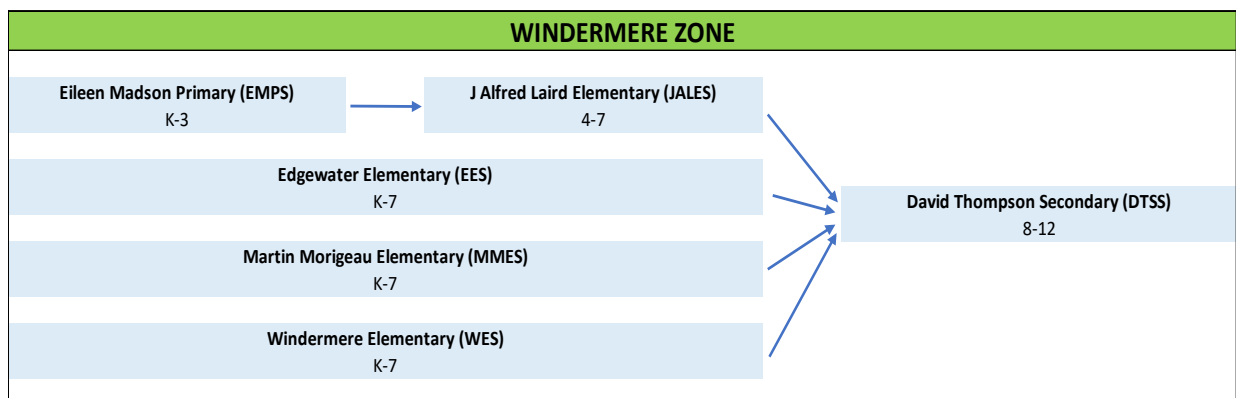 WINDERMERE ZONE
Eileen Madson Primary (EMPS)
K-3
J Alfred Laird Elementary (JALES)
4-7
Edgewater Elementary (EES)
K-7
Martin Morigeau Elementary (MMES)
K-7
Windermere Elementary (WES)
K-7
David Thompson Secondary (DTSS)
8-12